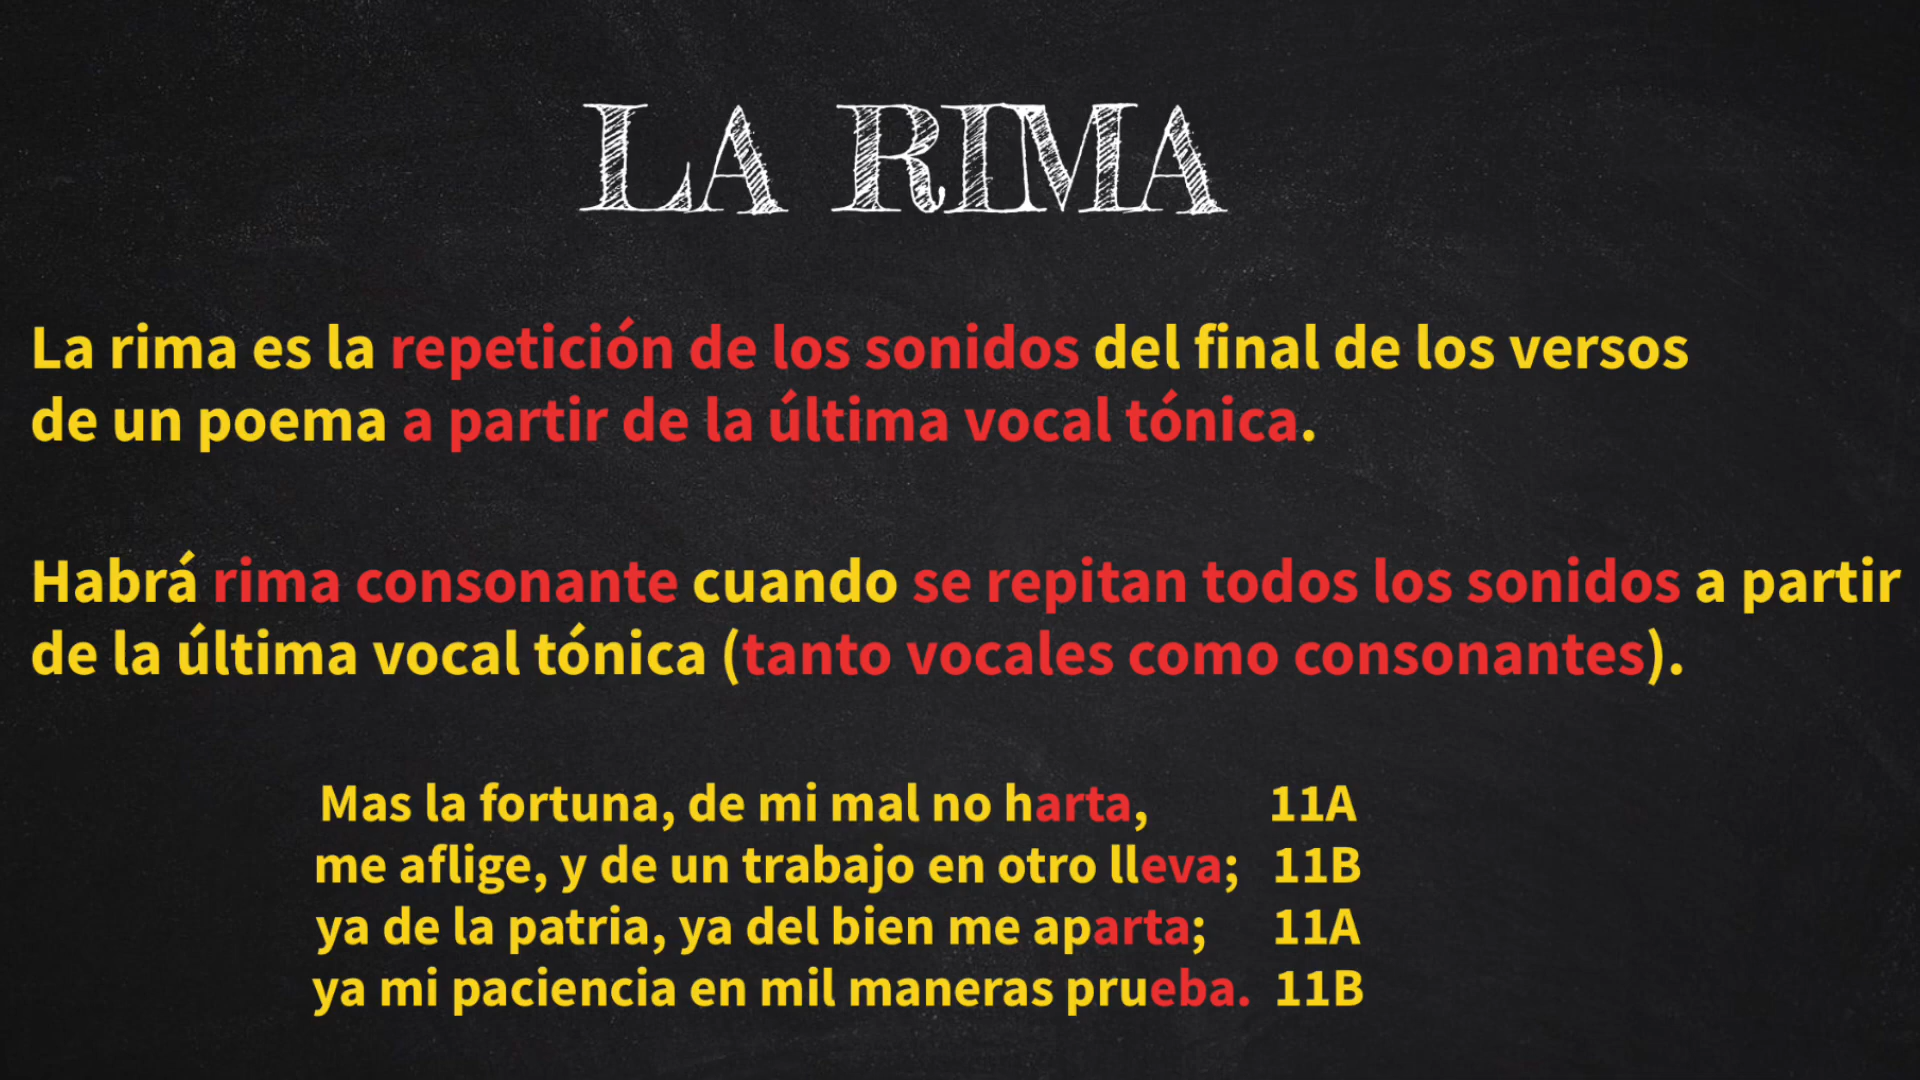 LA RIMA
La rima es la repetición de los sonidos del final de los versos
de un poema a partir de la última vocal tónica.
Habrá rima consonante cuando se repitan todos los sonidos a partir
de la última vocal tónica (tanto vocales como consonantes).
Mas la fortuna, de mi mal no harta, 11A
me aflige, y de un trabajo en otro lleva; 11B
ya de la patria, ya del bien me aparta; 11A
ya mi paciencia en mil maneras prueba. 11B